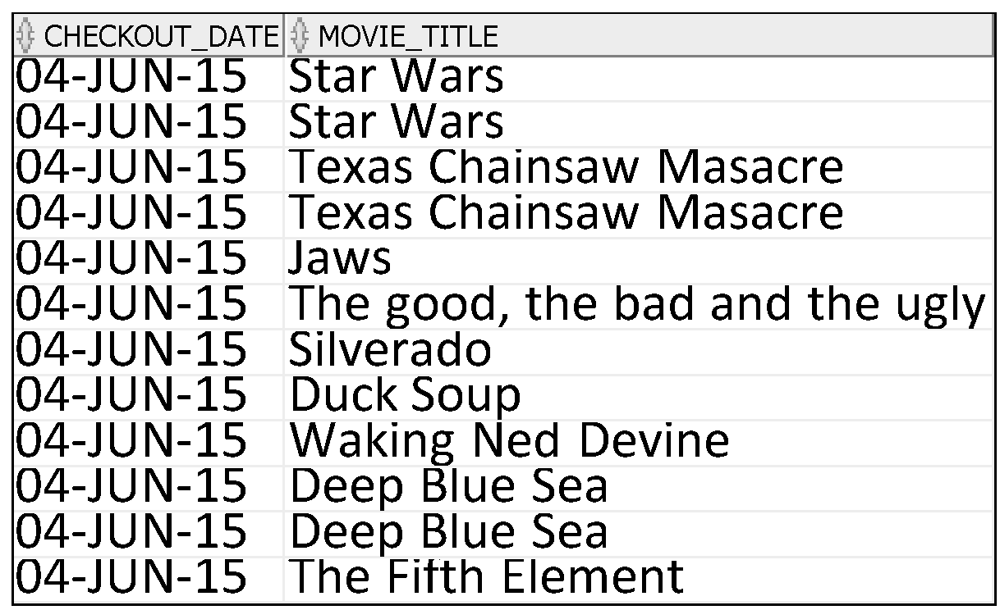 CHECKOUT_DATE MOVIE_TITLE
04-JUN-15 Star Wars
04-JUN-15 Star Wars
04-JUN-15 Texas Chainsaw Masacre
04-JUN-15 Texas Chainsaw Masacre
04-JUN-15 Jaws
04-JUN-15 The good, the bad and the ugly
04-JUN-15 Silverado
04-JUN-15 Duck Soup
04-JUN-15 Waking Ned Devine
04-JUN-15 Deep Blue Sea
04-JUN-15 Deep Blue Sea
04-JUN-15 The Fifth Element